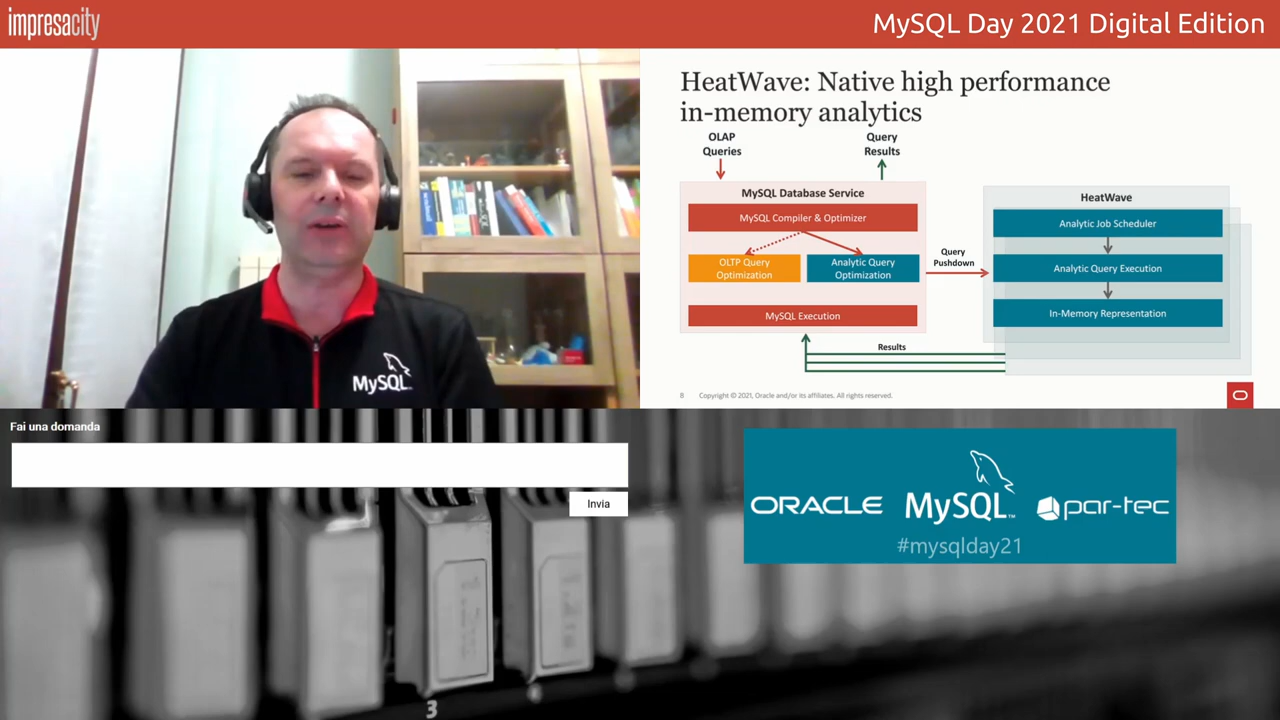 impresacity
MySQL Day 2021 Digital Edition
MySQL™
HeatWave: Native high performance
in-memory analytics
OLAP
Queries
Query
Results
MySQL Database Service
MySQL Compiler & Optimizer
OLTP Query
Optimization
Analytic Query
Optimization
MySQL Execution
Query
Pushdown
HeatWave
Analytic Job Scheduler
Analytic Query Execution
In-Memory Representation
Results
8 Copyright © 2021, Oracle and/or its affiliates. All rights reserved.
Fai una domanda
Invia
ORACLE
MySQL™
par-tec
#mysqlday21
3
4